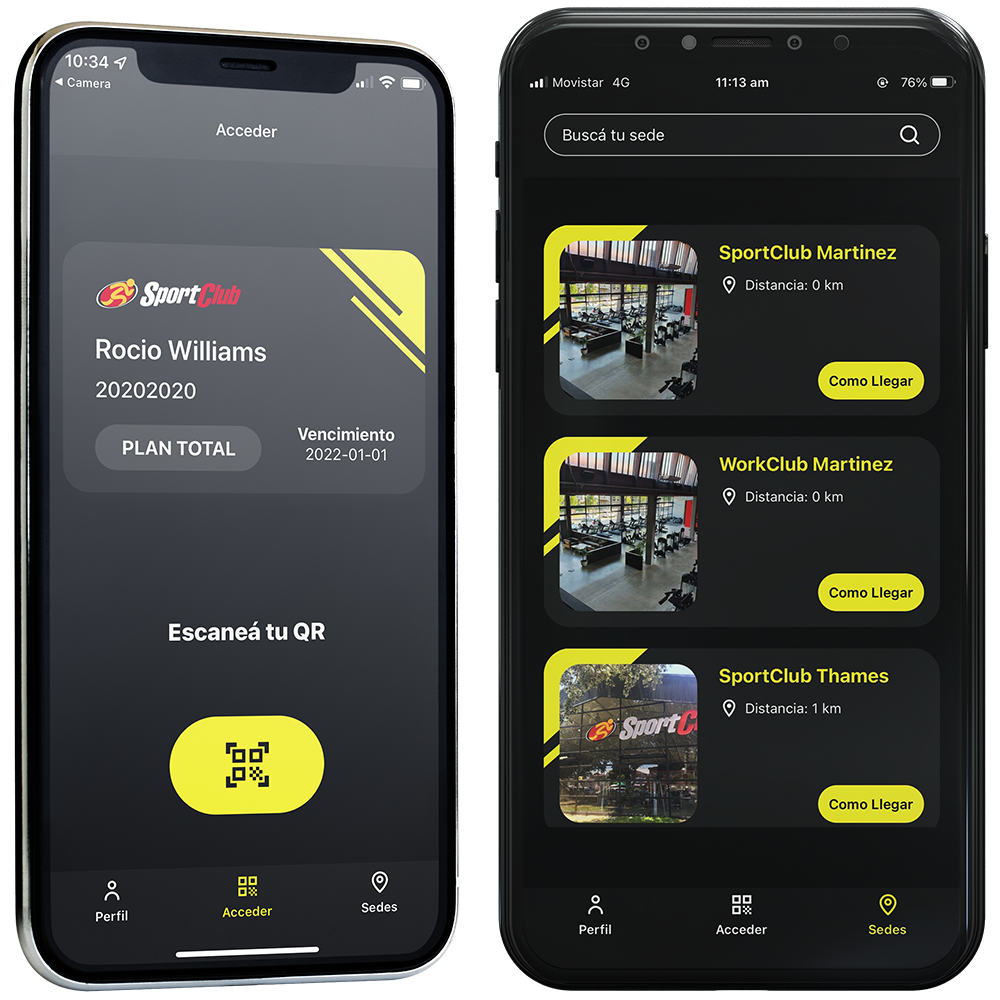 10:34
Camera
Acceder
SportClub
Rocio Williams
20202020
PLAN TOTAL
Vencimiento
2022-01-01
Escaneá tu QR
Perfil
Acceder
Sedes
Movistar 4G
11:13 am
76%
Buscá tu sede
SportClub Martinez
Distancia: 0 km
Como Llegar
WorkClub Martinez
Distancia: 0 km
Como Llegar
SportC
SportClub Thames
Distancia: 1 km
Como Llegar
Perfil
Acceder
Sedes